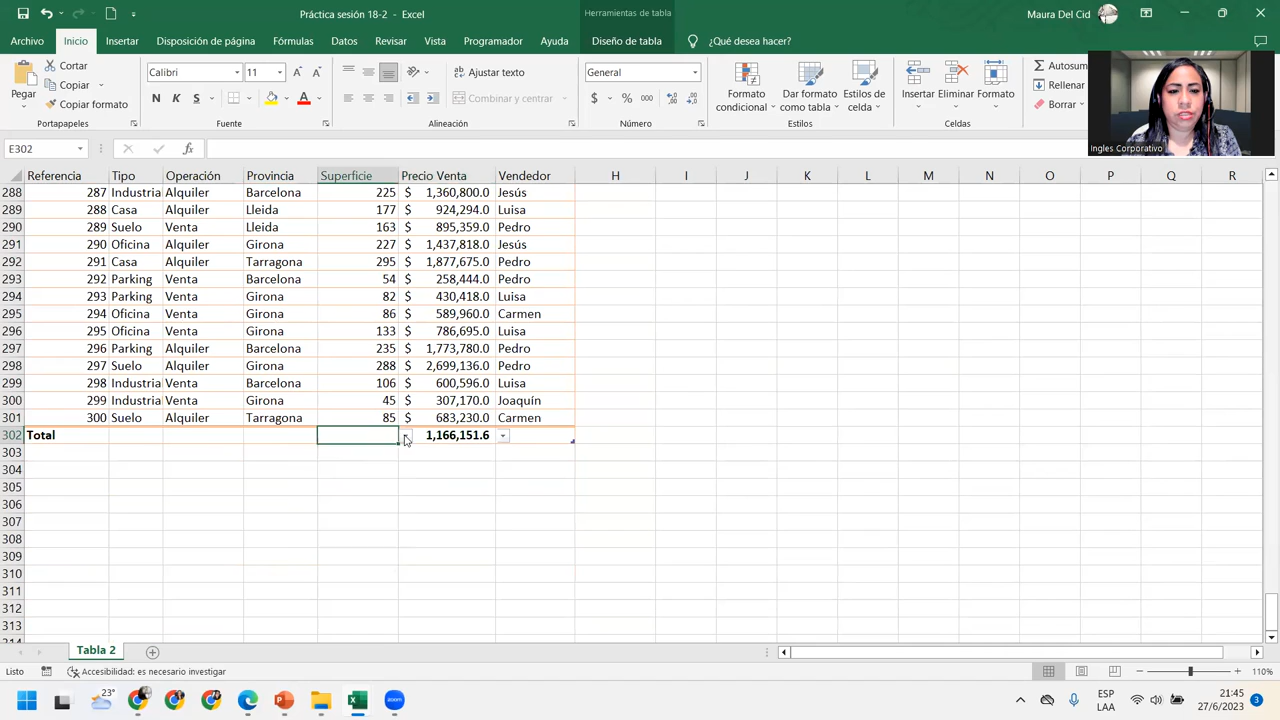 Práctica sesión 18-2 - Excel
Herramientas de tabla
Maura Del Cid
Archivo Inicio Insertar Disposición de página Fórmulas Datos Revisar Vista Programador Ayuda Diseño de tabla ¿Qué desea hacer?
Pegar
Cortar
Copiar
Copiar formato
Portapapeles
Calibri 11
N K S
Fuente
Ajustar texto
Combinar y centrar
Alineación
General
$ % 000
Número
Formato condicional
Dar formato como tabla
Estilos de celda
Estilos
Insertar Eliminar Formato
Celdas
Autosum
Rellenar
Borrar
Ingles Corporativo
E302
fx
Referencia Tipo Operación Provincia Superficie Precio Venta Vendedor H I J K L M N O P Q R
288 287 Industria Alquiler Barcelona 225 $ 1,360,800.0 Jesús
289 288 Casa Alquiler Lleida 177 $ 924,294.0 Luisa
290 289 Suelo Venta Lleida 163 $ 895,359.0 Pedro
291 290 Oficina Alquiler Girona 227 $ 1,437,818.0 Jesús
292 291 Casa Alquiler Tarragona 295 $ 1,877,675.0 Pedro
293 292 Parking Venta Barcelona 54 $ 258,444.0 Pedro
294 293 Parking Venta Girona 82 $ 430,418.0 Luisa
295 294 Oficina Venta Girona 86 $ 589,960.0 Carmen
296 295 Oficina Venta Girona 133 $ 786,695.0 Luisa
297 296 Parking Alquiler Barcelona 235 $ 1,773,780.0 Pedro
298 297 Suelo Alquiler Girona 288 $ 2,699,136.0 Pedro
299 298 Industria Venta Barcelona 106 $ 600,596.0 Luisa
300 299 Industria Venta Girona 45 $ 307,170.0 Joaquín
301 300 Suelo Alquiler Tarragona 85 $ 683,230.0 Carmen
302 Total 1,166,151.6
303
304
305
306
307
308
309
310
311
312
313
Tabla 2
Listo Accesibilidad: es necesario investigar 110%
23°
zoom
ESP
LAA
21:45
27/6/2023
3